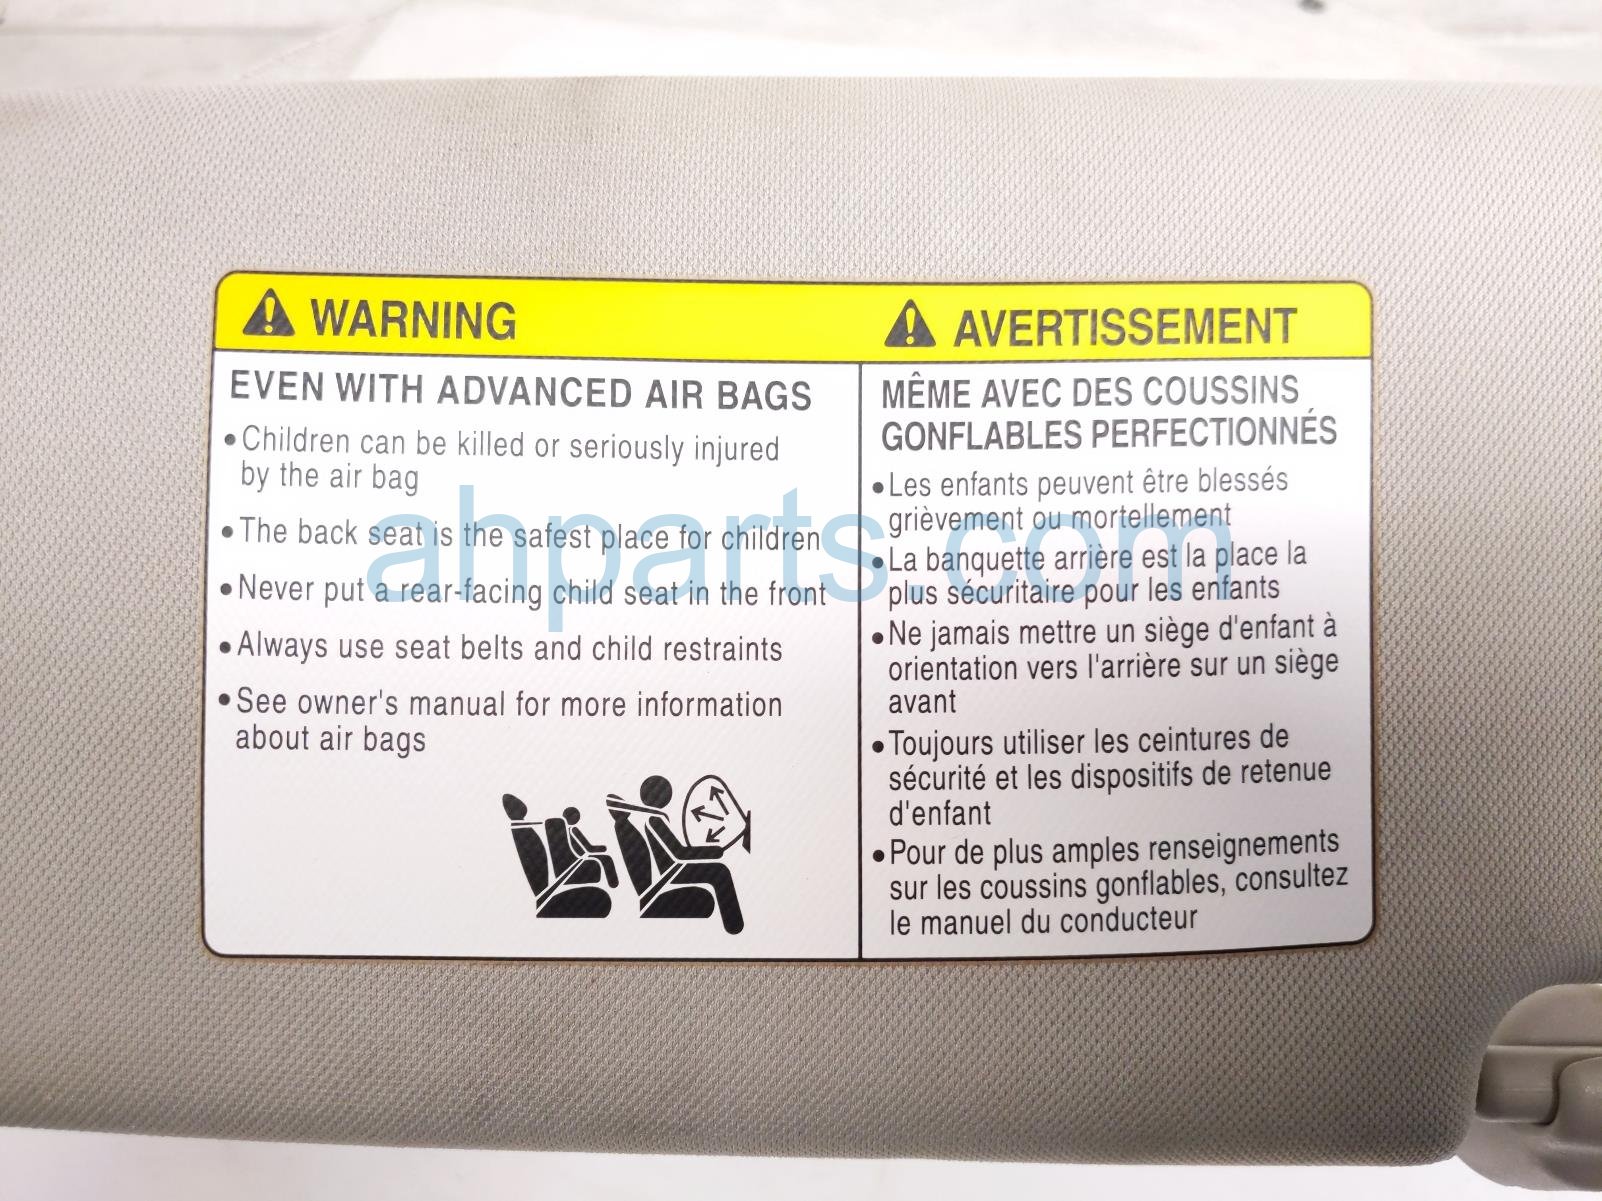 WARNING
EVEN WITH ADVANCED AIR BAGS
•Children can be killed or seriously injured
by the air bag
•The back seat is the safest place for children
•Never put a rear-facing child seat in the front
•Always use seat belts and child restraints
•See owner's manual for more information
about air bags
AVERTISSEMENT
MÊME AVEC DES COUSSINS
GONFLABLES PERFECTIONNÉS
•Les enfants peuvent être blessés
grièvement ou mortellement
•La banquette arrière est la place la
plus sécuritaire pour les enfants
•Ne jamais mettre un siège d'enfant à
orientation vers l'arrière sur un siège
avant
•Toujours utiliser les ceintures de
sécurité et les dispositifs de retenue
d'enfant
•Pour de plus amples renseignements
sur les coussins gonflables, consultez
le manuel du conducteur
ahparts.com